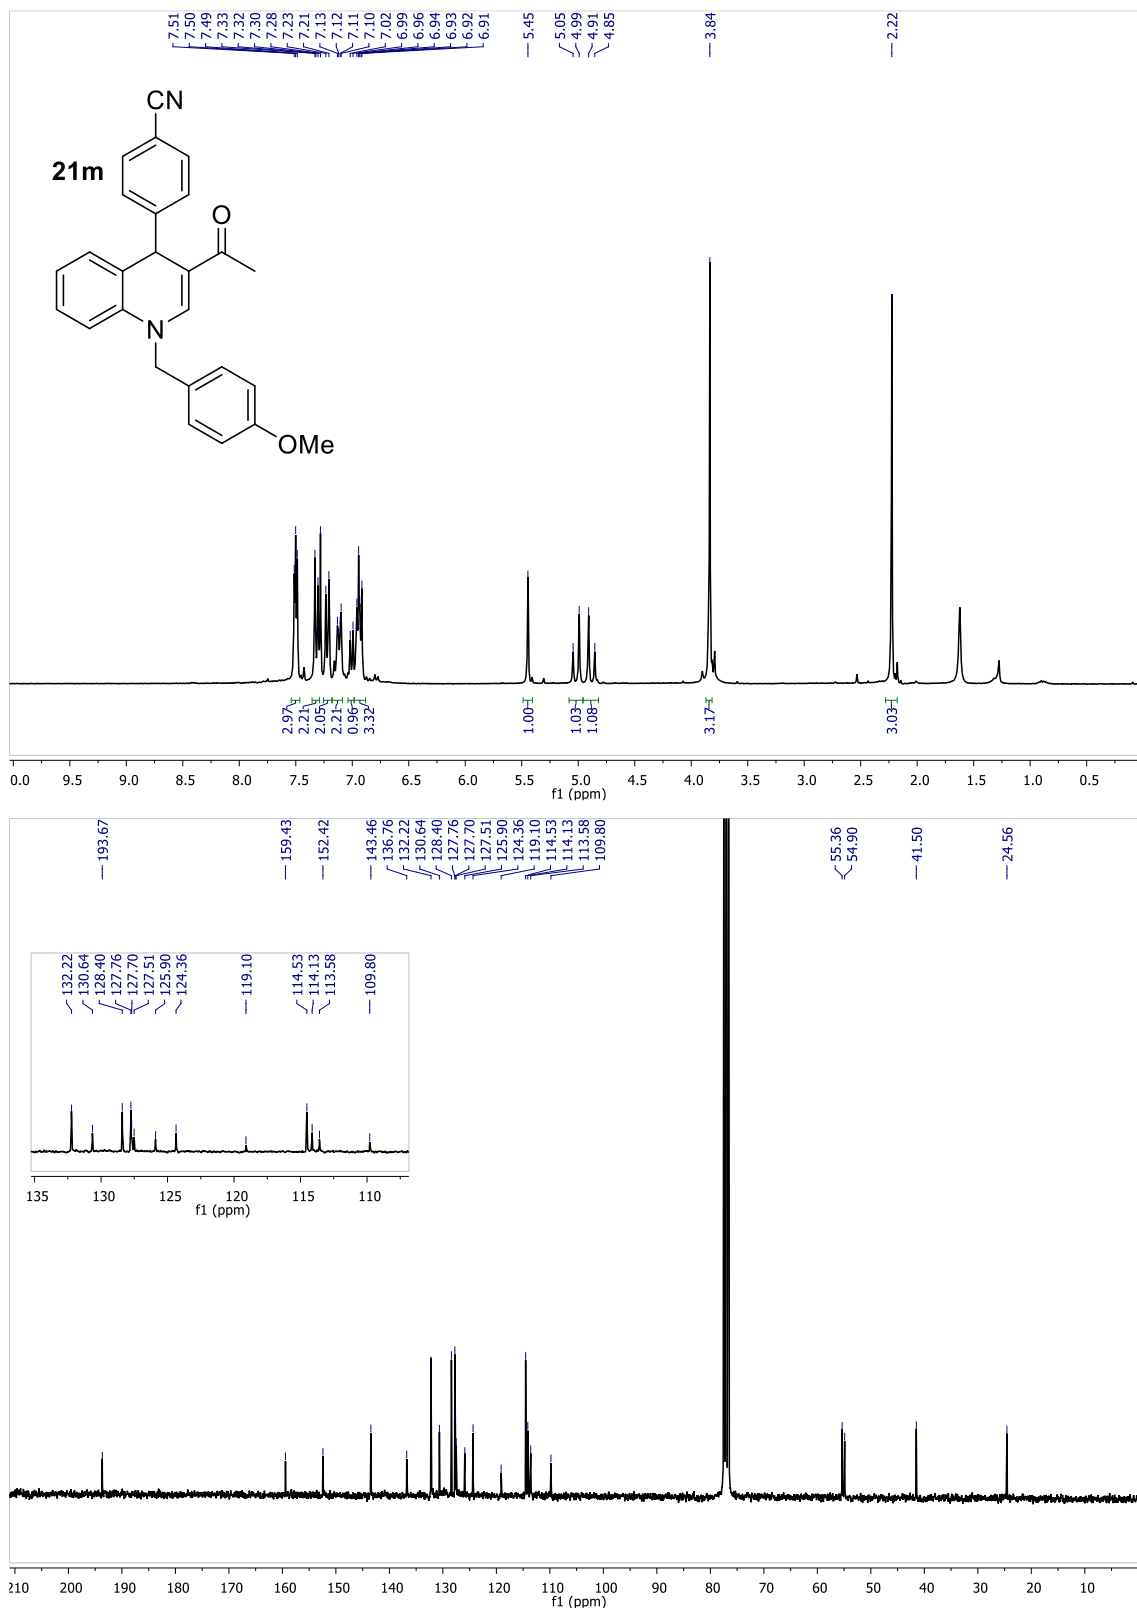 7.51 7.50 7.49 7.33 7.32 7.30 7.28 7.23 7.21 7.13 7.12 7.11 7.10 7.02 6.99 6.96 6.94 6.93 6.92 6.91 5.45 5.05 4.99 4.91 4.85 3.84 2.22
CN
21m
O
N
OMe
2.97 2.21 2.05 2.21 0.96 3.32 1.00 1.03 1.08 3.17 3.03
0.0 9.5 9.0 8.5 8.0 7.5 7.0 6.5 6.0 5.5 5.0 4.5 4.0 3.5 3.0 2.5 2.0 1.5 1.0 0.5
f1 (ppm)
193.67 159.43 152.42 143.46 136.76 132.22 130.64 128.40 127.76 127.70 127.51 125.90 124.36 119.10 114.53 114.13 113.58 109.80 55.36 54.90 41.50 24.56
132.22 130.64 128.40 127.76 127.70 127.51 125.90 124.36 119.10 114.53 114.13 113.58 109.80
135 130 125 120 115 110
f1 (ppm)
210 200 190 180 170 160 150 140 130 120 110 100 90 80 70 60 50 40 30 20 10
f1 (ppm)